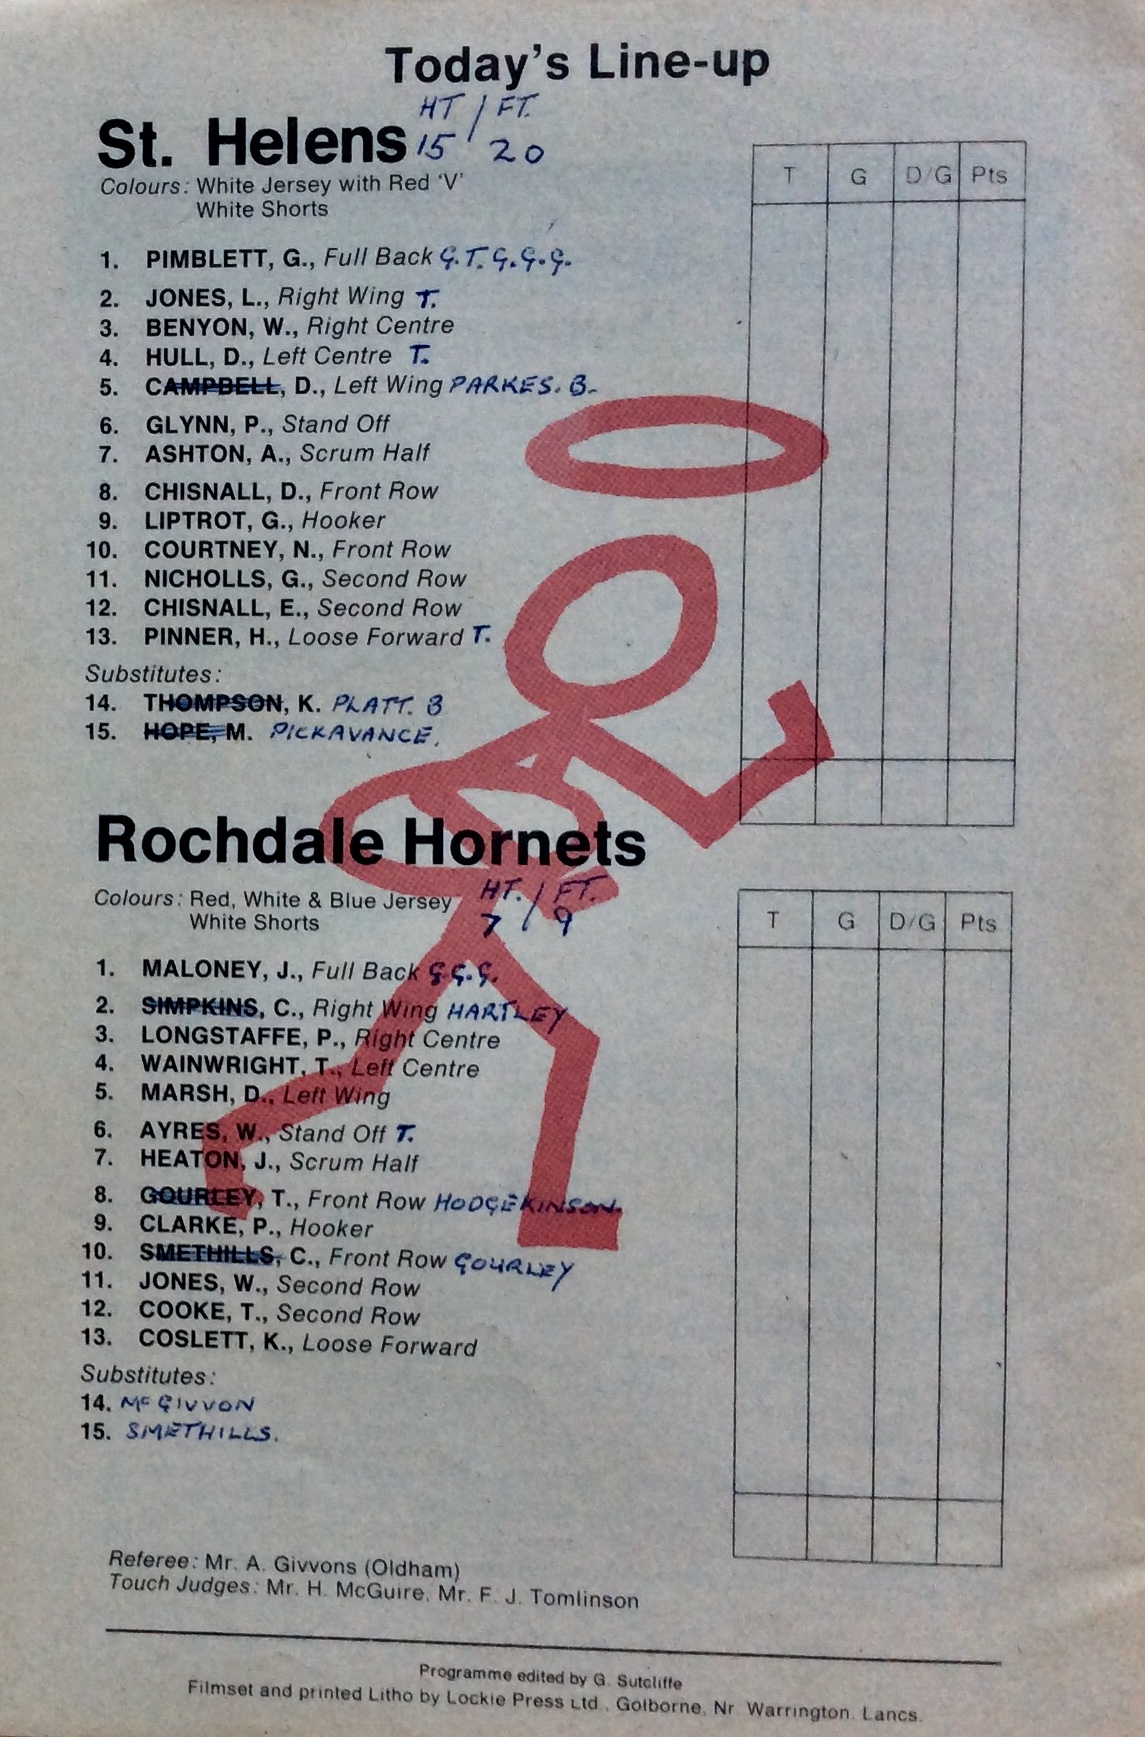 Today's Line-up
HT / FT.
St. Helens 15 20
Colours: White Jersey with Red 'V'
White Shorts
T G D/G Pts
1. PIMBLETT, G., Full Back G.T.G.G.G.
2. JONES, L., Right Wing T.
3. BENYON, W., Right Centre
4. HULL, D., Left Centre T.
5. CAMPBELL, D., Left Wing PARKES. B.
6. GLYNN, P., Stand Off
7. ASHTON, A., Scrum Half
8. CHISNALL, D., Front Row
9. LIPTROT, G., Hooker
10. COURTNEY, N., Front Row
11. NICHOLLS, G., Second Row
12. CHISNALL, E., Second Row
13. PINNER, H., Loose Forward T.
Substitutes:
14. THOMPSON, K. PLATT. B
15. HOPE, M. PICKAVANCE.
Rochdale Hornets
Colours: Red, White & Blue Jersey HT. / FT.
White Shorts 7 9
T G D/G Pts
1. MALONEY, J., Full Back G.G.G.
2. SIMPKINS, C., Right Wing HARTLEY
3. LONGSTAFFE, P., Right Centre
4. WAINWRIGHT, T., Left Centre
5. MARSH, D., Left Wing
6. AYRES, W., Stand Off T.
7. HEATON, J., Scrum Half
8. GOURLEY, T., Front Row HODGEKINSON.
9. CLARKE, P., Hooker
10. SMETHILLS, C., Front Row GOURLEY
11. JONES, W., Second Row
12. COOKE, T., Second Row
13. COSLETT, K., Loose Forward
Substitutes:
14. McGIVVON
15. SMETHILLS.
Referee: Mr. A. Givvons (Oldham)
Touch Judges: Mr. H. McGuire, Mr. F. J. Tomlinson
Programme edited by G. Sutcliffe
Filmset and printed Litho by Lockie Press Ltd., Golborne, Nr. Warrington. Lancs.